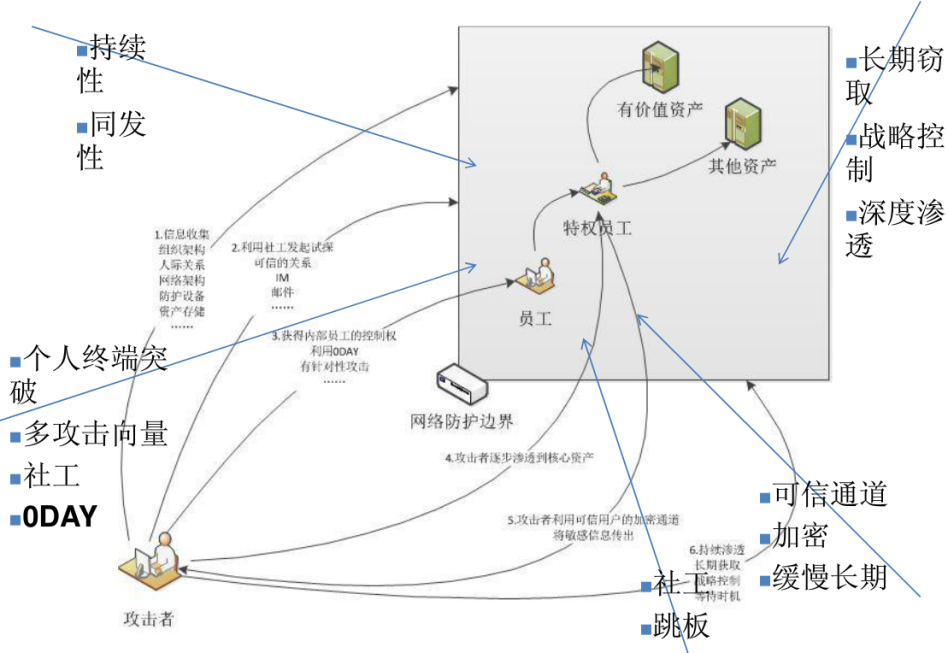 ■持续
性
■同发
性
有价值资产
其他资产
■长期窃
取
■战略控
制
■深度渗
透
特权员工
员工
1.信息收集
组织架构
人际关系
网络架构
防护设备
资产存储
……
2.利用社工发起试探
可信的关系
IM
邮件
……
3.获得内部员工的控制权
利用0DAY
有针对性攻击
……
■个人终端突
破
■多攻击向量
■社工
■0DAY
网络防护边界
4.攻击者逐步渗透到核心资产
5.攻击者利用可信用户的加密通道
将敏感信息传出
6.持续渗透
长期获取
战略控制
等待时机
■可信通道
■加密
■缓慢长期
■社工
■跳板
攻击者